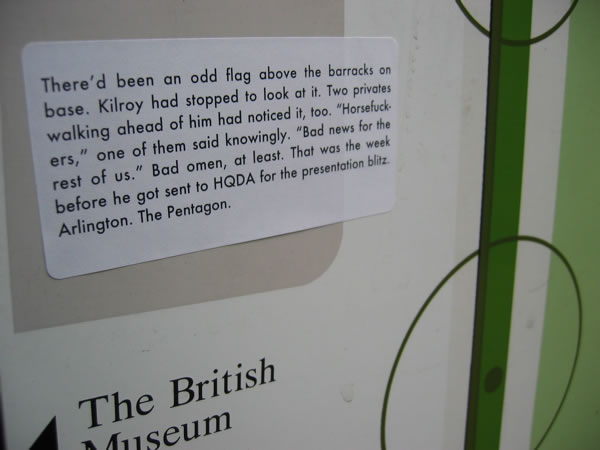 There'd been an odd flag above the barracks on
base. Kilroy had stopped to look at it. Two privates
walking ahead of him had noticed it, too. "Horsefuck-
ers," one of them said knowingly. "Bad news for the
rest of us." Bad omen, at least. That was the week
before he got sent to HQDA for the presentation blitz.
Arlington. The Pentagon.
The British
Museum